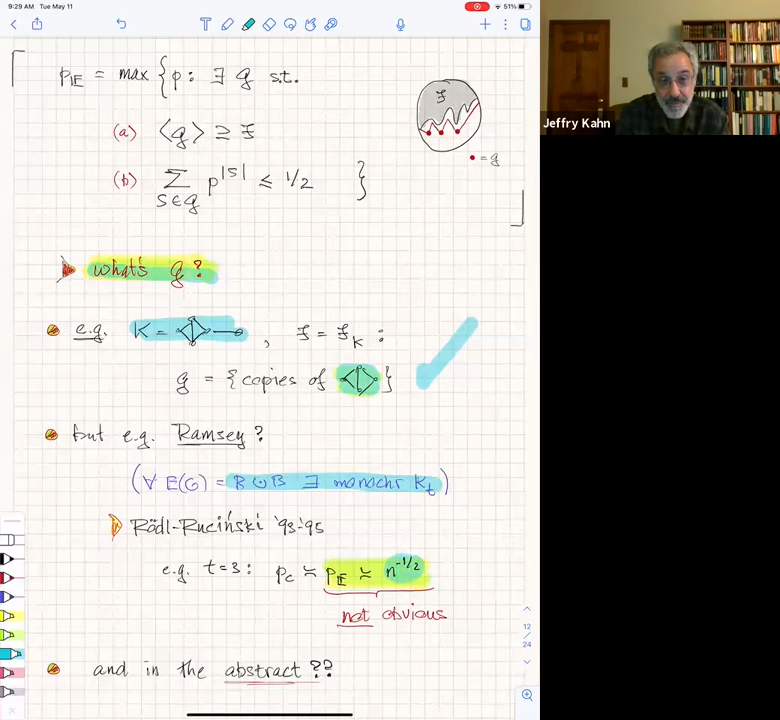 9:29 AM Tue May 11
51%
p_𝔼 = max { p : ∃ G s.t.
(a) ⟨G⟩ ⊇ F
(b) ∑_{S∈G} p^{|S|} ≤ 1/2 }
F
• = G
what's G?
e.g. K = , F = F_K :
G = { copies of }
but e.g. Ramsey?
(∀ E(G) = R ∪ B ∃ monochr K_t)
Rödl-Ruciński '93-'95
e.g. t=3: p_c ≍ p_𝔼 ≍ n^{-1/2}
not obvious
and in the abstract ??
12
/
24
Jeffry Kahn